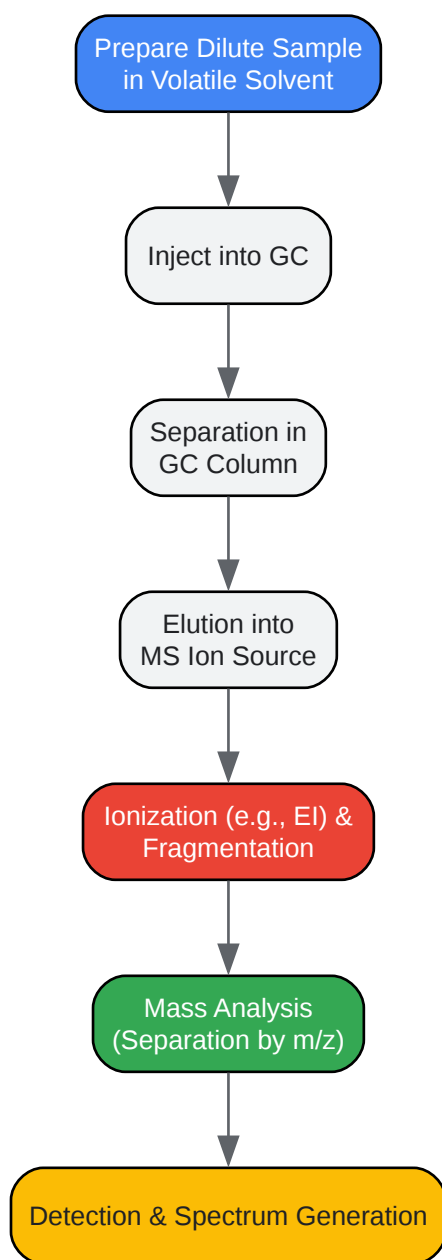 Prepare Dilute Sample
in Volatile Solvent
Inject into GC
Separation in
GC Column
Elution into
MS Ion Source
Ionization (e.g., EI) &
Fragmentation
Mass Analysis
(Separation by m/z)
Detection & Spectrum Generation